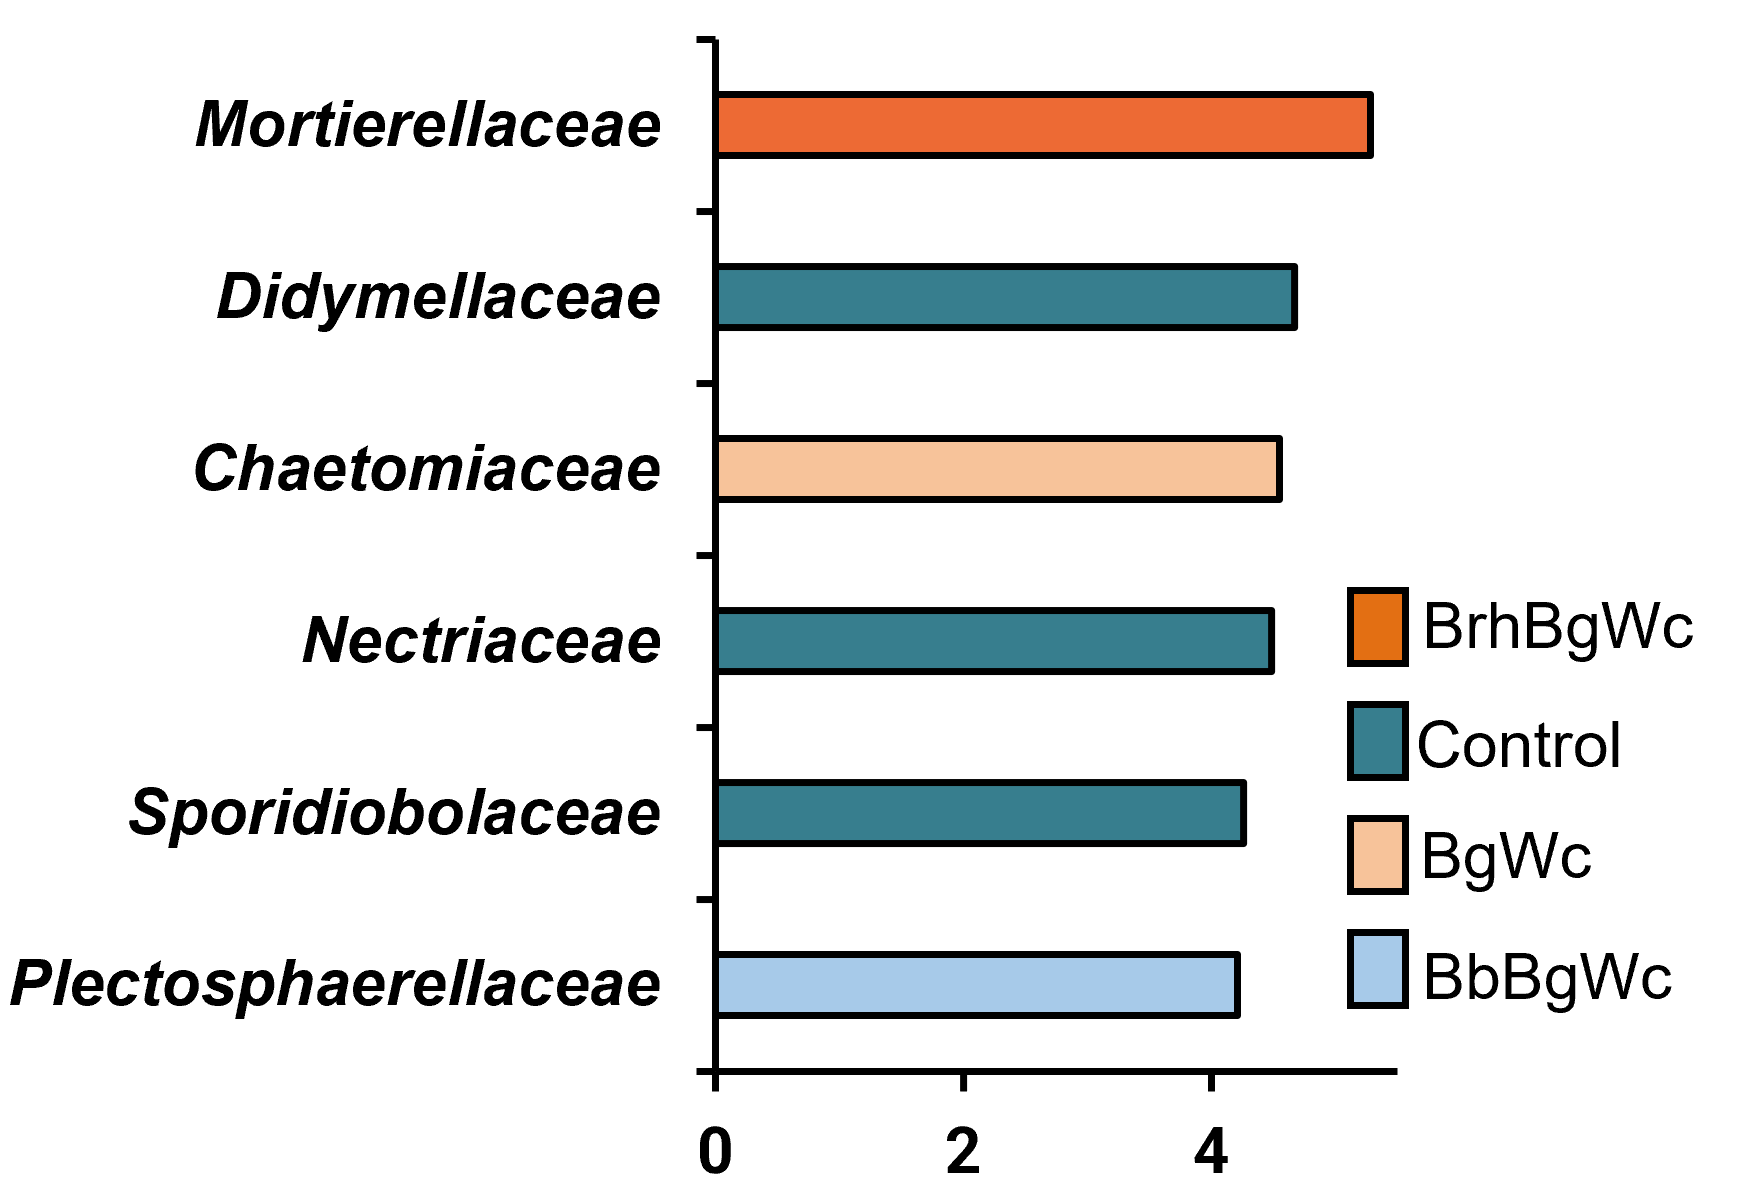 Mortierellaceae
Didymellaceae
Chaetomiaceae
Nectriaceae
Sporidiobolaceae
Plectosphaerellaceae
BrhBgWc
Control
BgWc
BbBgWc
0 2 4